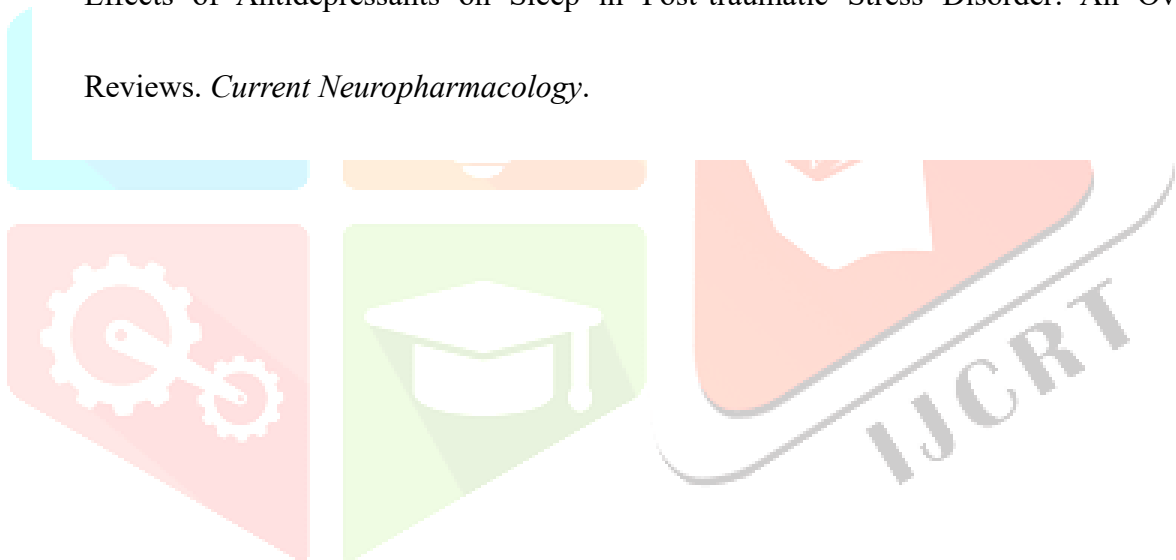 Effects of Antidepressants on Sleep in Post-traumatic Stress Disorder: An
Reviews. Current Neuropharmacology.
IJCRT